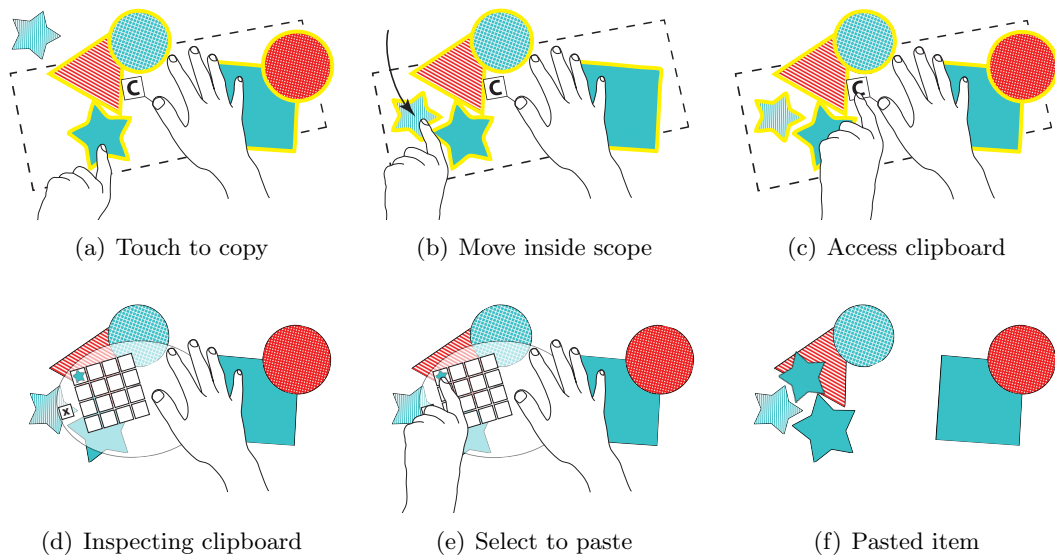 C
C
C
(a) Touch to copy
(b) Move inside scope
(c) Access clipboard
x
(d) Inspecting clipboard
(e) Select to paste
(f) Pasted item